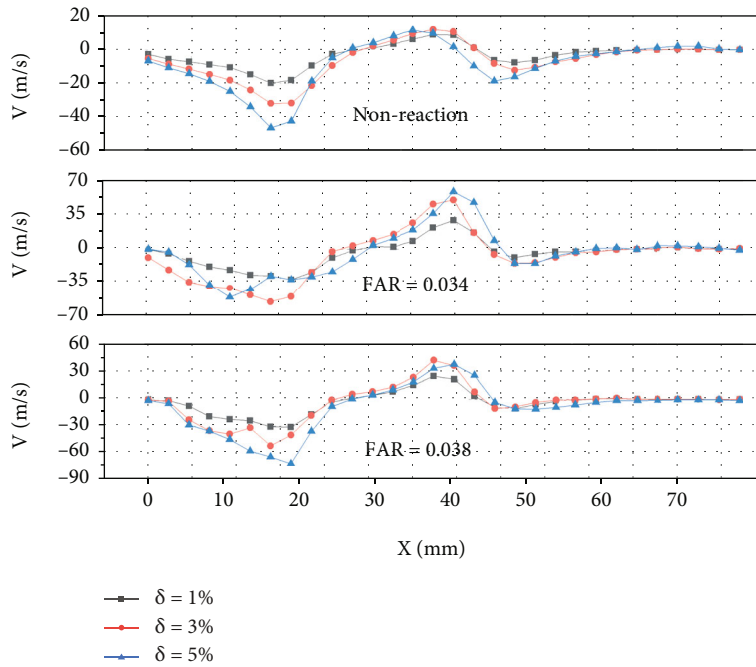 20
0
−20
−40
−60
V (m/s)
Non-reaction
70
35
0
−35
−70
V (m/s)
FAR = 0.034
60
30
0
−30
−60
−90
V (m/s)
FAR = 0.038
0 10 20 30 40 50 60 70
X (mm)
δ = 1%
δ = 3%
δ = 5%